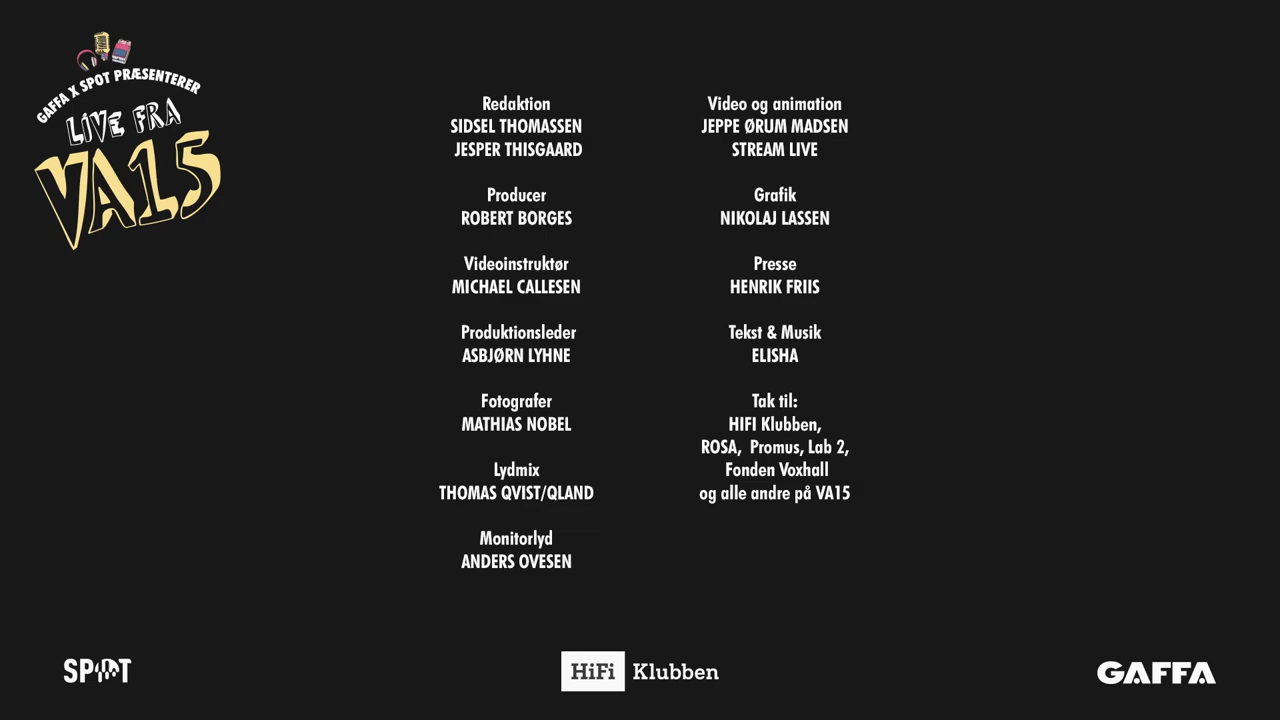 GAFFA X SPOT PRÆSENTERER
LIVE FRA
VA15
Redaktion
SIDSEL THOMASSEN
JESPER THISGAARD
Producer
ROBERT BORGES
Videoinstruktør
MICHAEL CALLESEN
Produktionsleder
ASBJØRN LYHNE
Fotografer
MATHIAS NOBEL
Lydmix
THOMAS QVIST/QLAND
Monitorlyd
ANDERS OVESEN
Video og animation
JEPPE ØRUM MADSEN
STREAM LIVE
Grafik
NIKOLAJ LASSEN
Presse
HENRIK FRIIS
Tekst & Musik
ELISHA
Tak til:
HIFI Klubben,
ROSA, Promus, Lab 2,
Fonden Voxhall
og alle andre på VA15
SPOT
HiFi Klubben
GAFFA